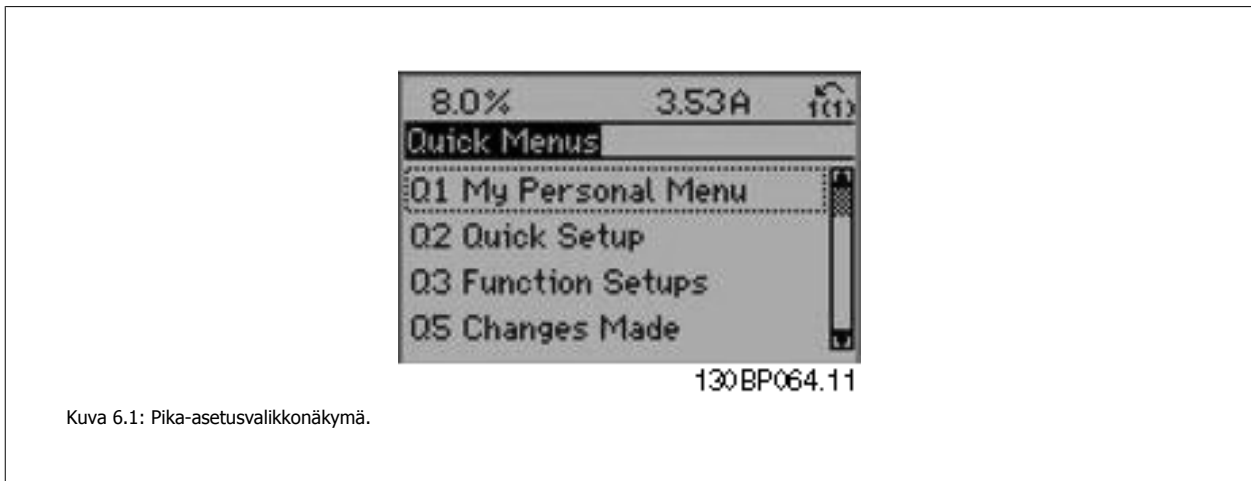 8.0% 3.53A 1(1)
Quick Menus
Q1 My Personal Menu
Q2 Quick Setup
Q3 Function Setups
Q5 Changes Made
130BP064.11
Kuva 6.1: Pika-asetusvalikkonäkymä.